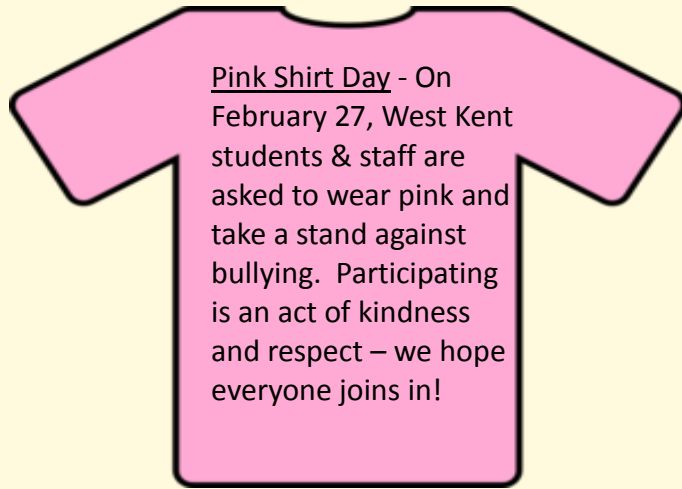 Pink Shirt Day - On
February 27, West Kent
students & staff are
asked to wear pink and
take a stand against
bullying.  Participating
is an act of kindness
and respect – we hope
everyone joins in!